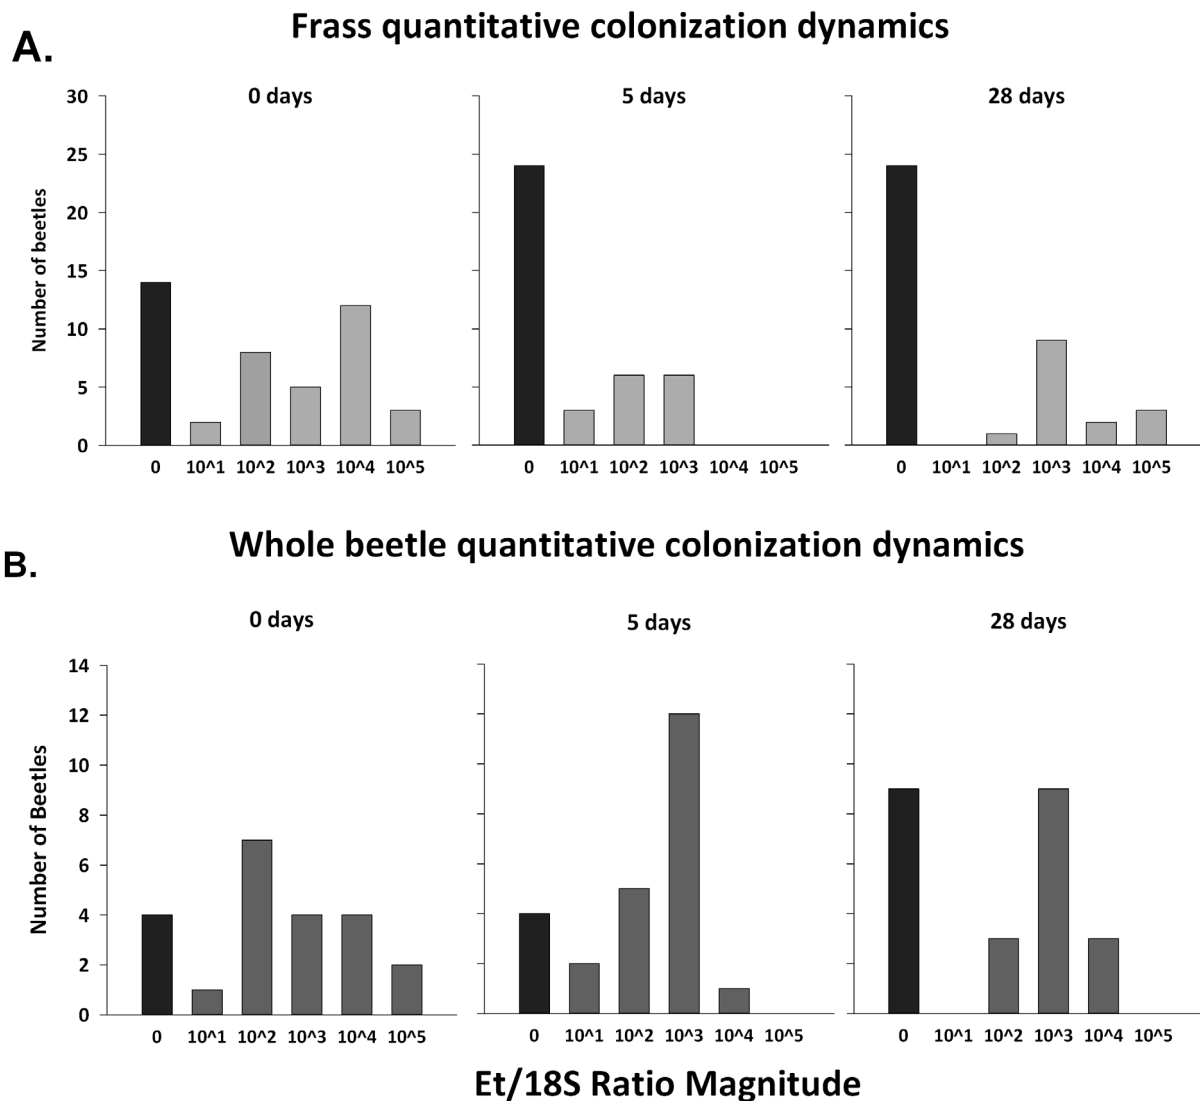 Frass quantitative colonization dynamics
A.
0 days 5 days 28 days
30
25
20
15
10
5
0
Number of beetles
0 10^1 10^2 10^3 10^4 10^5 0 10^1 10^2 10^3 10^4 10^5 0 10^1 10^2 10^3 10^4 10^5
Whole beetle quantitative colonization dynamics
B.
0 days 5 days 28 days
14
12
10
8
6
4
2
0
Number of Beetles
0 10^1 10^2 10^3 10^4 10^5 0 10^1 10^2 10^3 10^4 10^5 0 10^1 10^2 10^3 10^4 10^5
Et/18S Ratio Magnitude